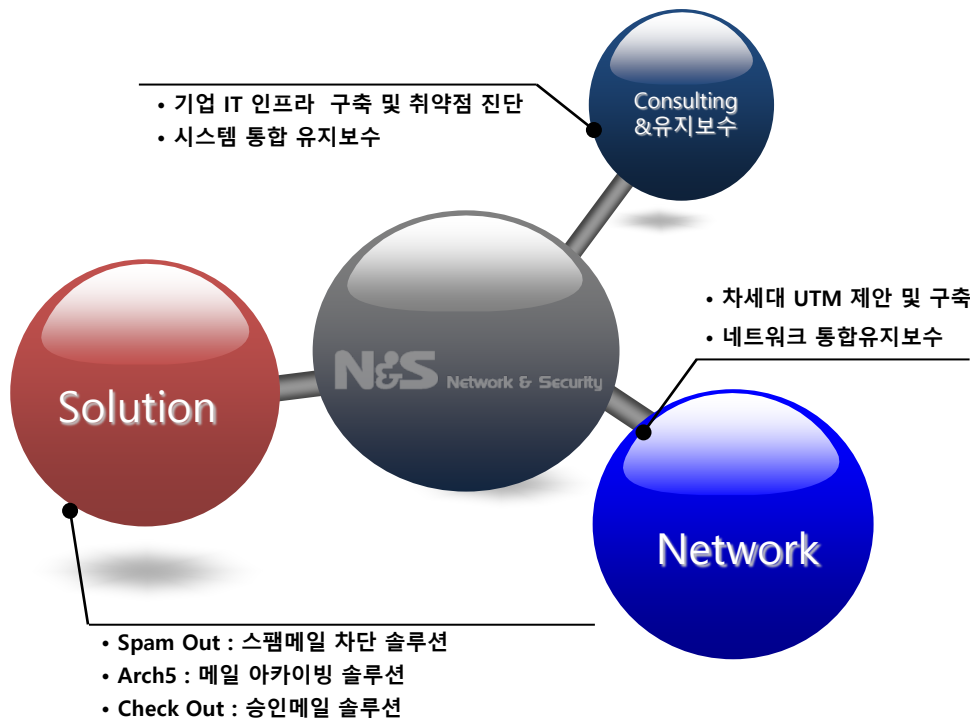 • 기업 IT 인프라 구축 및 취약점 진단
• 시스템 통합 유지보수
Consulting
&유지보수
• 차세대 UTM 제안 및 구축
• 네트워크 통합유지보수
N&S Network & Security
Solution
Network
• Spam Out : 스팸메일 차단 솔루션
• Arch5 : 메일 아카이빙 솔루션
• Check Out : 승인메일 솔루션